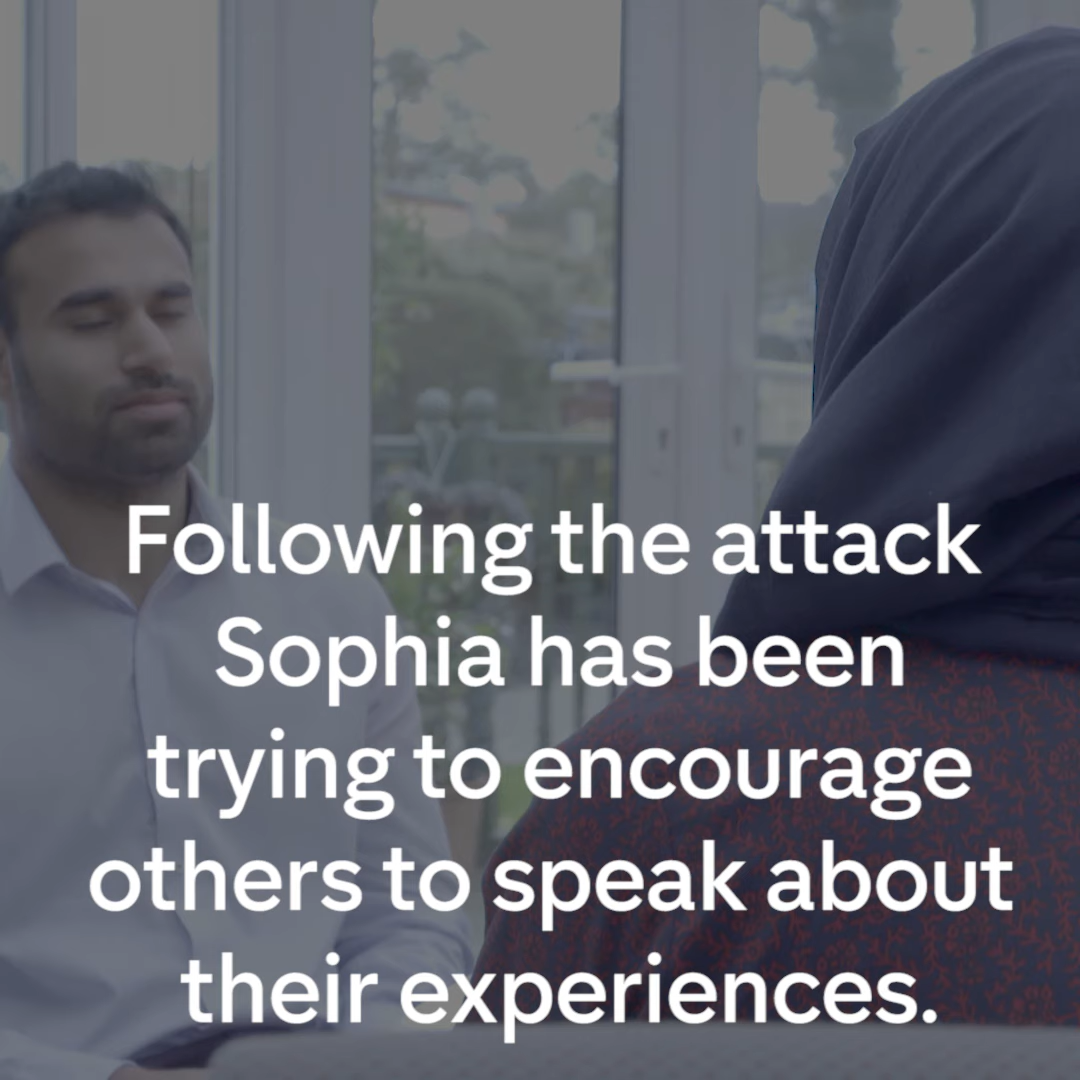 Following the attack
Sophia has been
trying to encourage
others to speak about
their experiences.